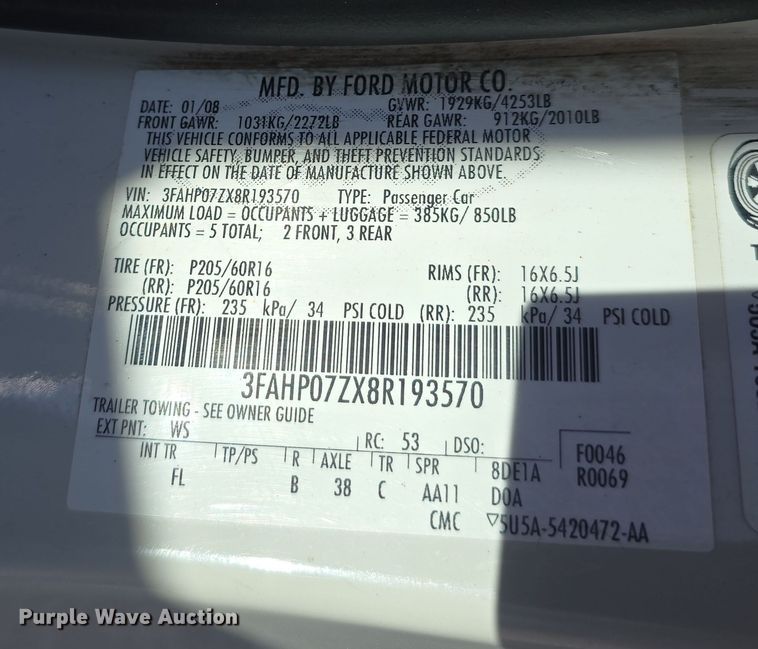 MFD. BY FORD MOTOR CO.
DATE: 01/08 GVWR: 1929KG/4253LB
FRONT GAWR: 1031KG/2272LB REAR GAWR: 912KG/2010LB
THIS VEHICLE CONFORMS TO ALL APPLICABLE FEDERAL MOTOR
VEHICLE SAFETY, BUMPER, AND THEFT PREVENTION STANDARDS
IN EFFECT ON THE DATE OF MANUFACTURE SHOWN ABOVE.
VIN: 3FAHP07ZX8R193570 TYPE: Passenger Car
MAXIMUM LOAD = OCCUPANTS + LUGGAGE = 385KG/ 850LB
OCCUPANTS = 5 TOTAL; 2 FRONT, 3 REAR
TIRE (FR): P205/60R16 RIMS (FR): 16X6.5J
(RR): P205/60R16 (RR): 16X6.5J
PRESSURE (FR): 235 kPa/ 34 PSI COLD (RR): 235 kPa/ 34 PSI COLD
3FAHP07ZX8R193570
TRAILER TOWING - SEE OWNER GUIDE
EXT PNT: WS RC: 53 DSO: F0046
INT TR TP/PS R AXLE TR SPR 8DE1A R0069
FL B 38 C AA11 DOA
CMC 5U5A-5420472-AA
Purple Wave Auction